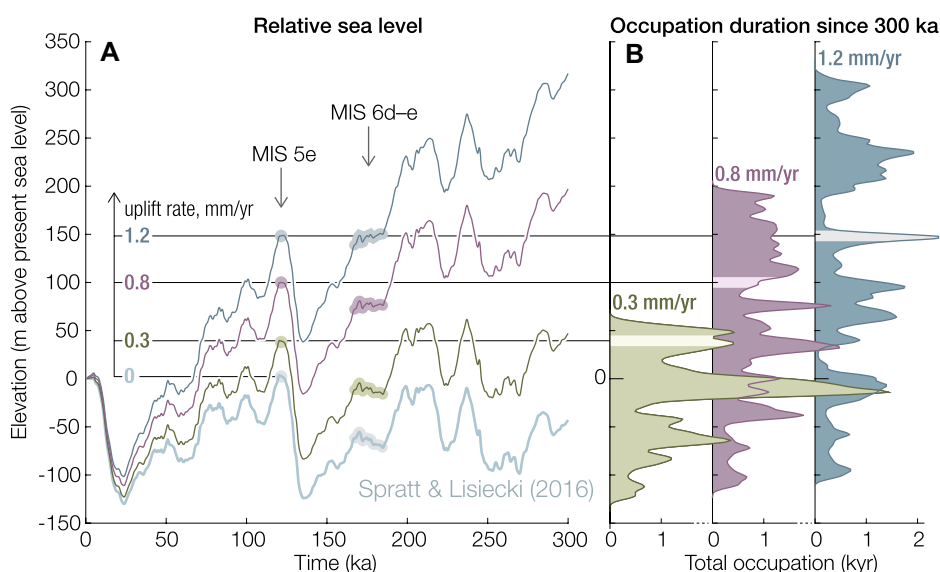 Relative sea level
Occupation duration since 300 ka
A
B
350
300
250
200
150
100
50
0
-50
-100
-150
Elevation (m above present sea level)
MIS 6d–e
MIS 5e
uplift rate, mm/yr
1.2
0.8
0.3
0
Spratt & Lisiecki (2016)
0 50 100 150 200 250 300
Time (ka)
1.2 mm/yr
0.8 mm/yr
0.3 mm/yr
0
0 1 0 1 0 1 2
Total occupation (kyr)